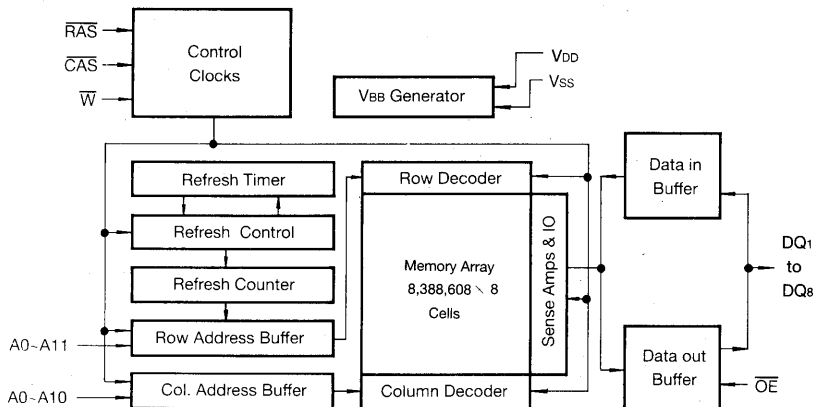 RAS
CAS
W
Control
Clocks
VBB Generator
VDD
VSS
Refresh Timer
Refresh Control
Refresh Counter
Row Address Buffer
Col. Address Buffer
A0~A11
A0~A10
Row Decoder
Memory Array
8,388,608 \ 8
Cells
Sense Amps & IO
Column Decoder
Data in
Buffer
Data out
Buffer
DQ1
to
DQ8
OE